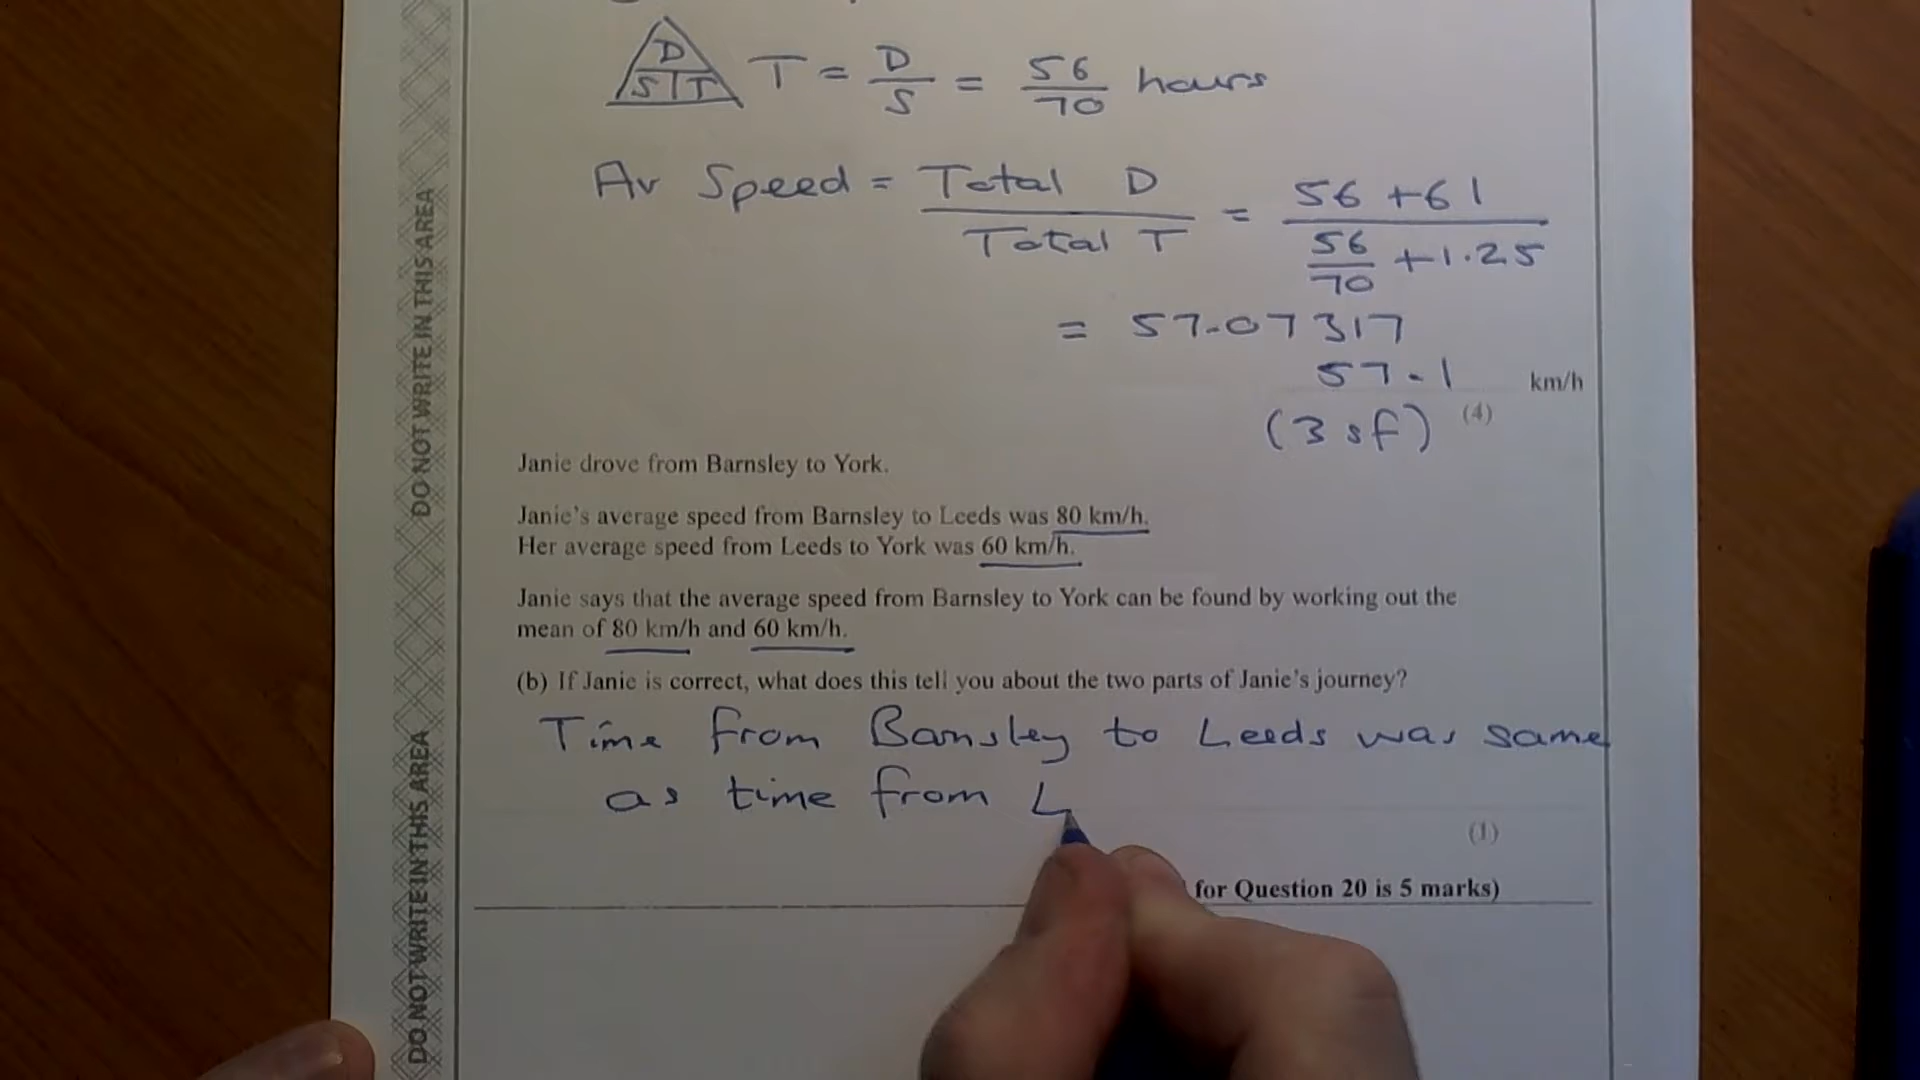 D
S T
T = D/S = 56/70 hours
Av Speed = Total D / Total T = 56 + 61 / 56/70 + 1.25
= 57.07317
57.1 km/h
(3 sf) (4)
Janie drove from Barnsley to York.
Janie's average speed from Barnsley to Leeds was 80 km/h.
Her average speed from Leeds to York was 60 km/h.
Janie says that the average speed from Barnsley to York can be found by working out the
mean of 80 km/h and 60 km/h.
(b) If Janie is correct, what does this tell you about the two parts of Janie's journey?
Time from Barnsley to Leeds was same
as time from L
(1)
for Question 20 is 5 marks)
DO NOT WRITE IN THIS AREA
DO NOT WRITE IN THIS AREA